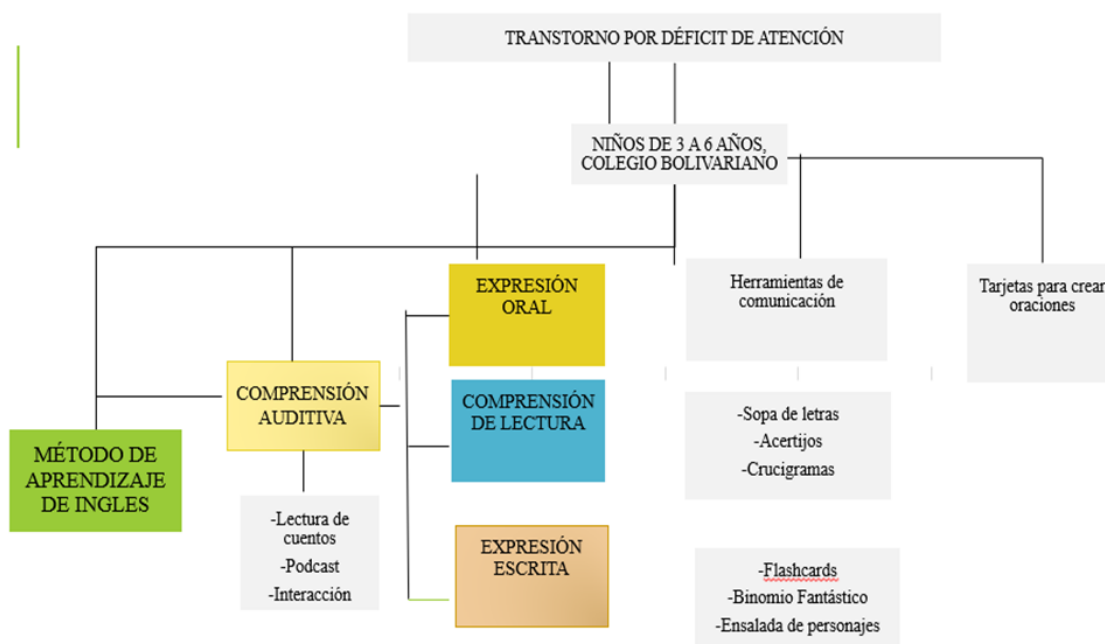 TRANSTORNO POR DÉFICIT DE ATENCIÓN
NIÑOS DE 3 A 6 AÑOS,
COLEGIO BOLIVARIANO
EXPRESIÓN
ORAL
Herramientas de
comunicación
Tarjetas para crear
oraciones
COMPRENSIÓN
AUDITIVA
COMPRENSIÓN
DE LECTURA
-Sopa de letras
-Acertijos
-Crucigramas
MÉTODO DE
APRENDIZAJE
DE INGLES
-Lectura de
cuentos
-Podcast
-Interacción
EXPRESIÓN
ESCRITA
-Flashcards
-Binomio Fantástico
-Ensalada de personajes